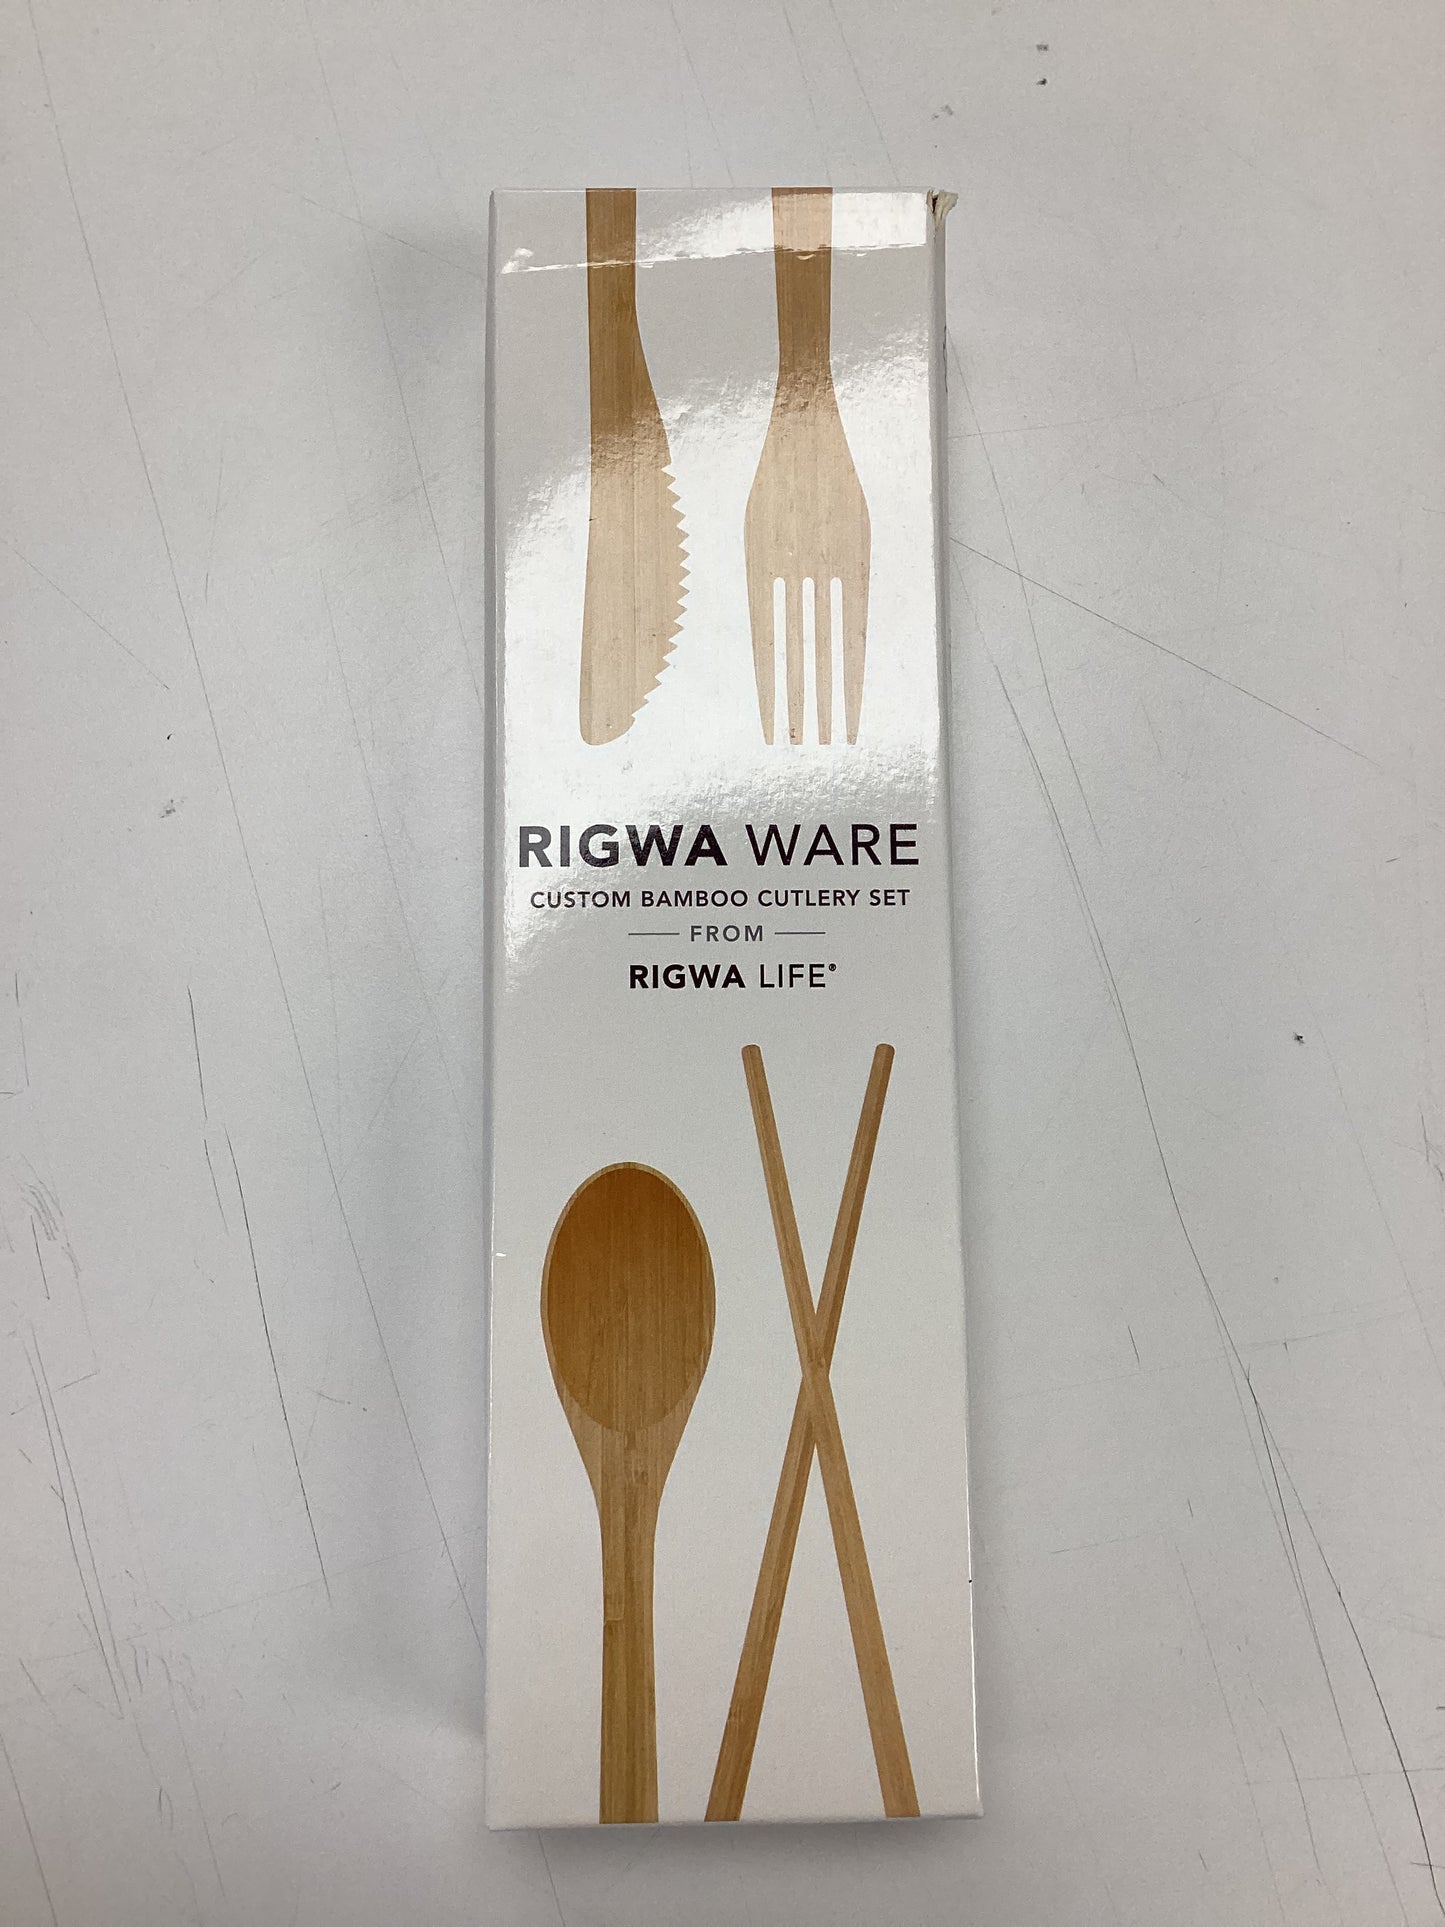 RIGWA WARE
CUSTOM BAMBOO CUTLERY SET
FROM
RIGWA LIFE®